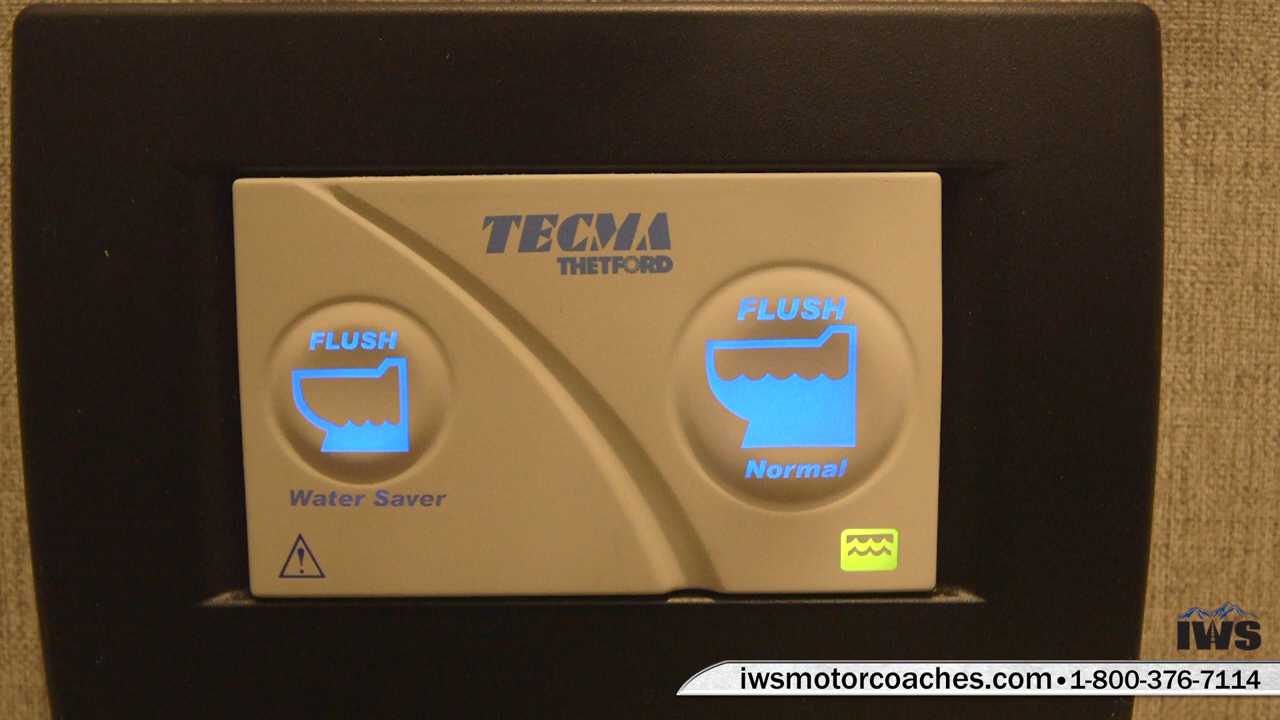 TECMA
THETFORD
FLUSH
Water Saver
FLUSH
Normal
IWS
iwsmotorcoaches.com•1-800-376-7114